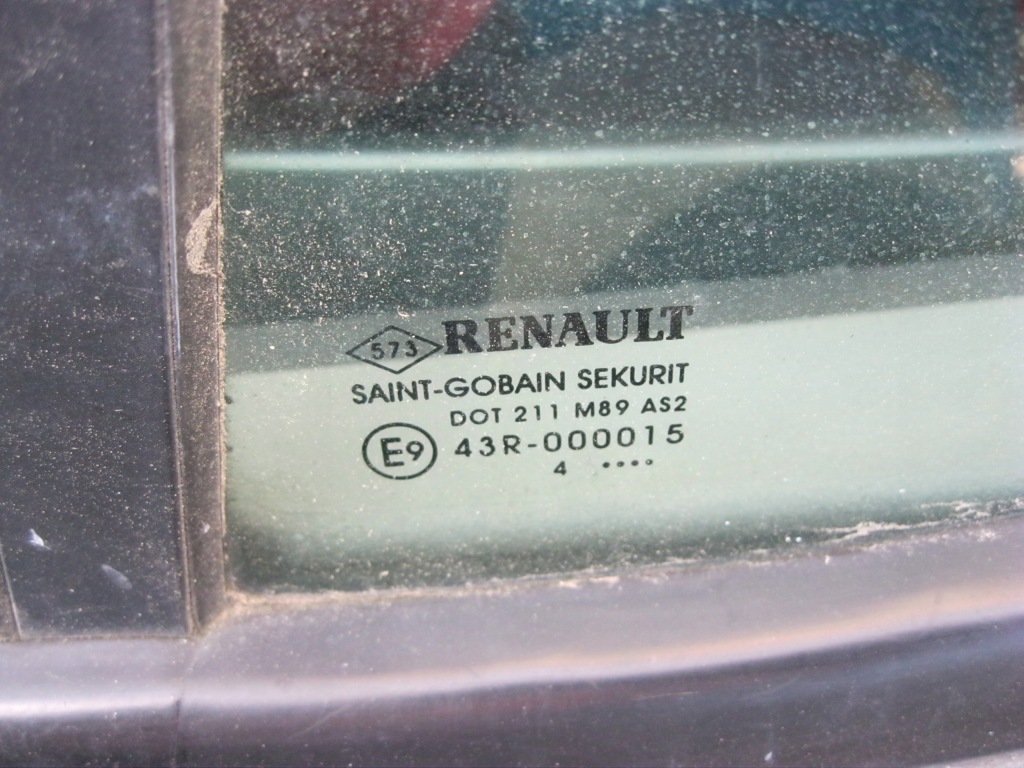 573 RENAULT
SAINT-GOBAIN SEKURIT
DOT 211 M89 AS2
E9 43R-000015
4 ••••